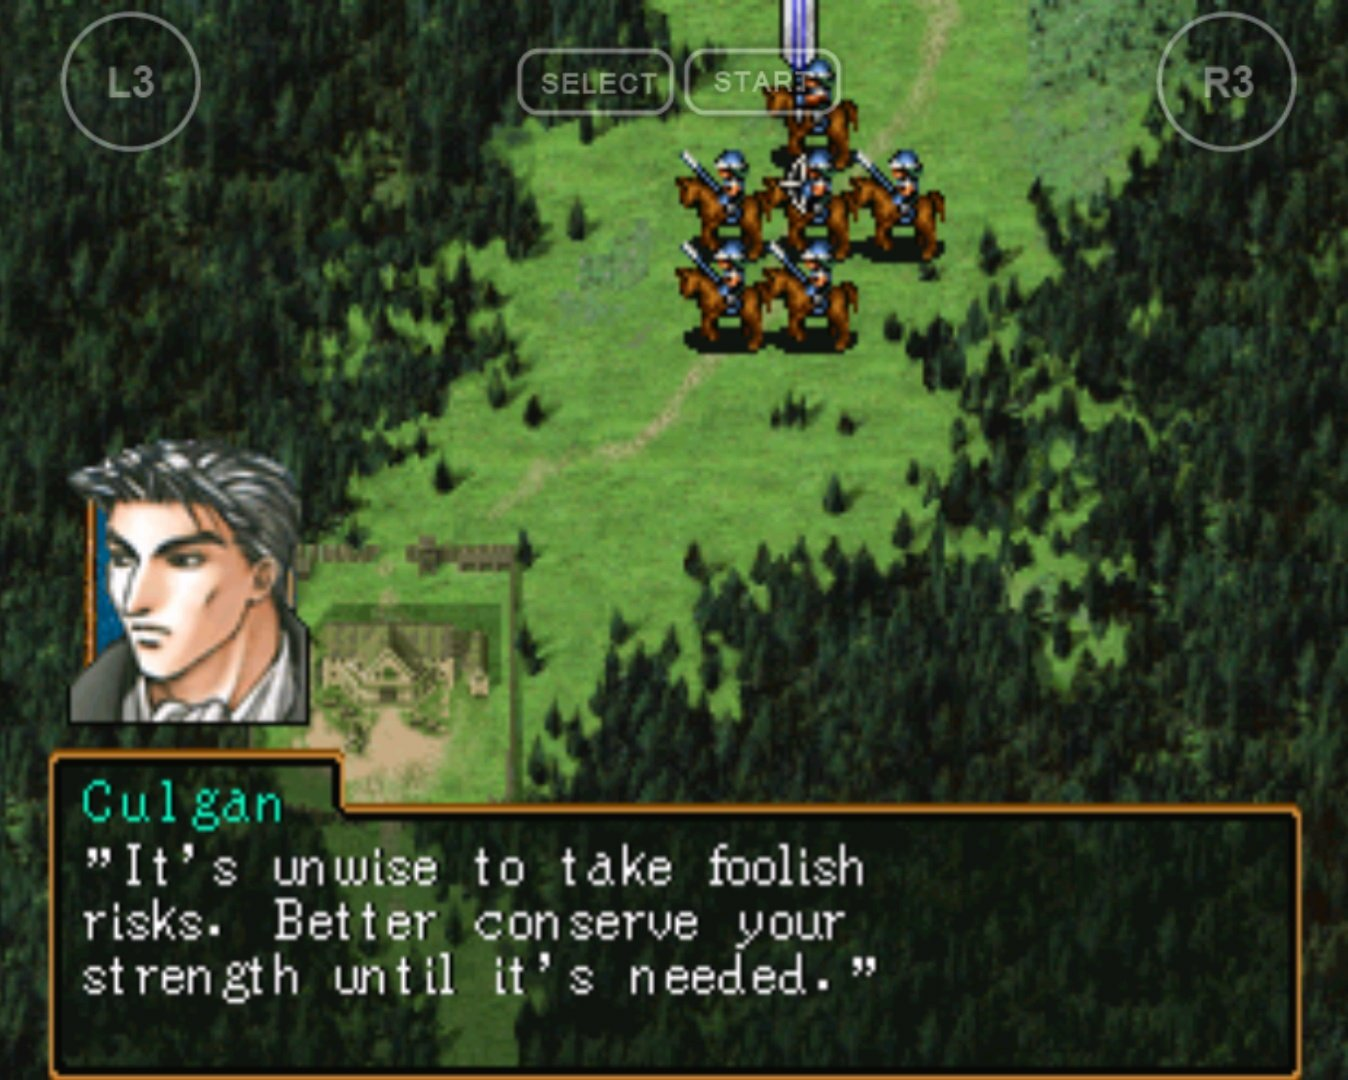 L3
SELECT
START
R3
Culgan
”It’s unwise to take foolish
risks. Better conserve your
strength until it’s needed.”